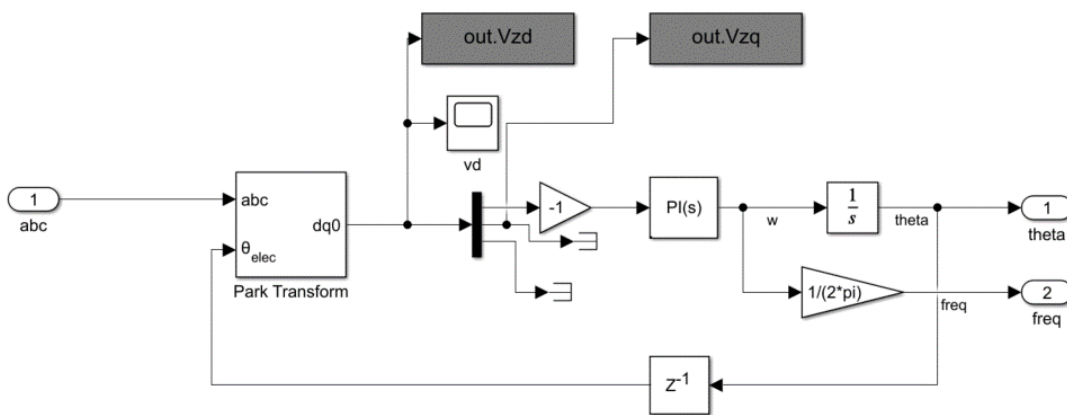 out.Vzd
out.Vzq
vd
1
abc
abc
θelec
dq0
Park Transform
-1
PI(s)
w
1
s
theta
1
theta
1/(2*pi)
freq
2
freq
Z-1